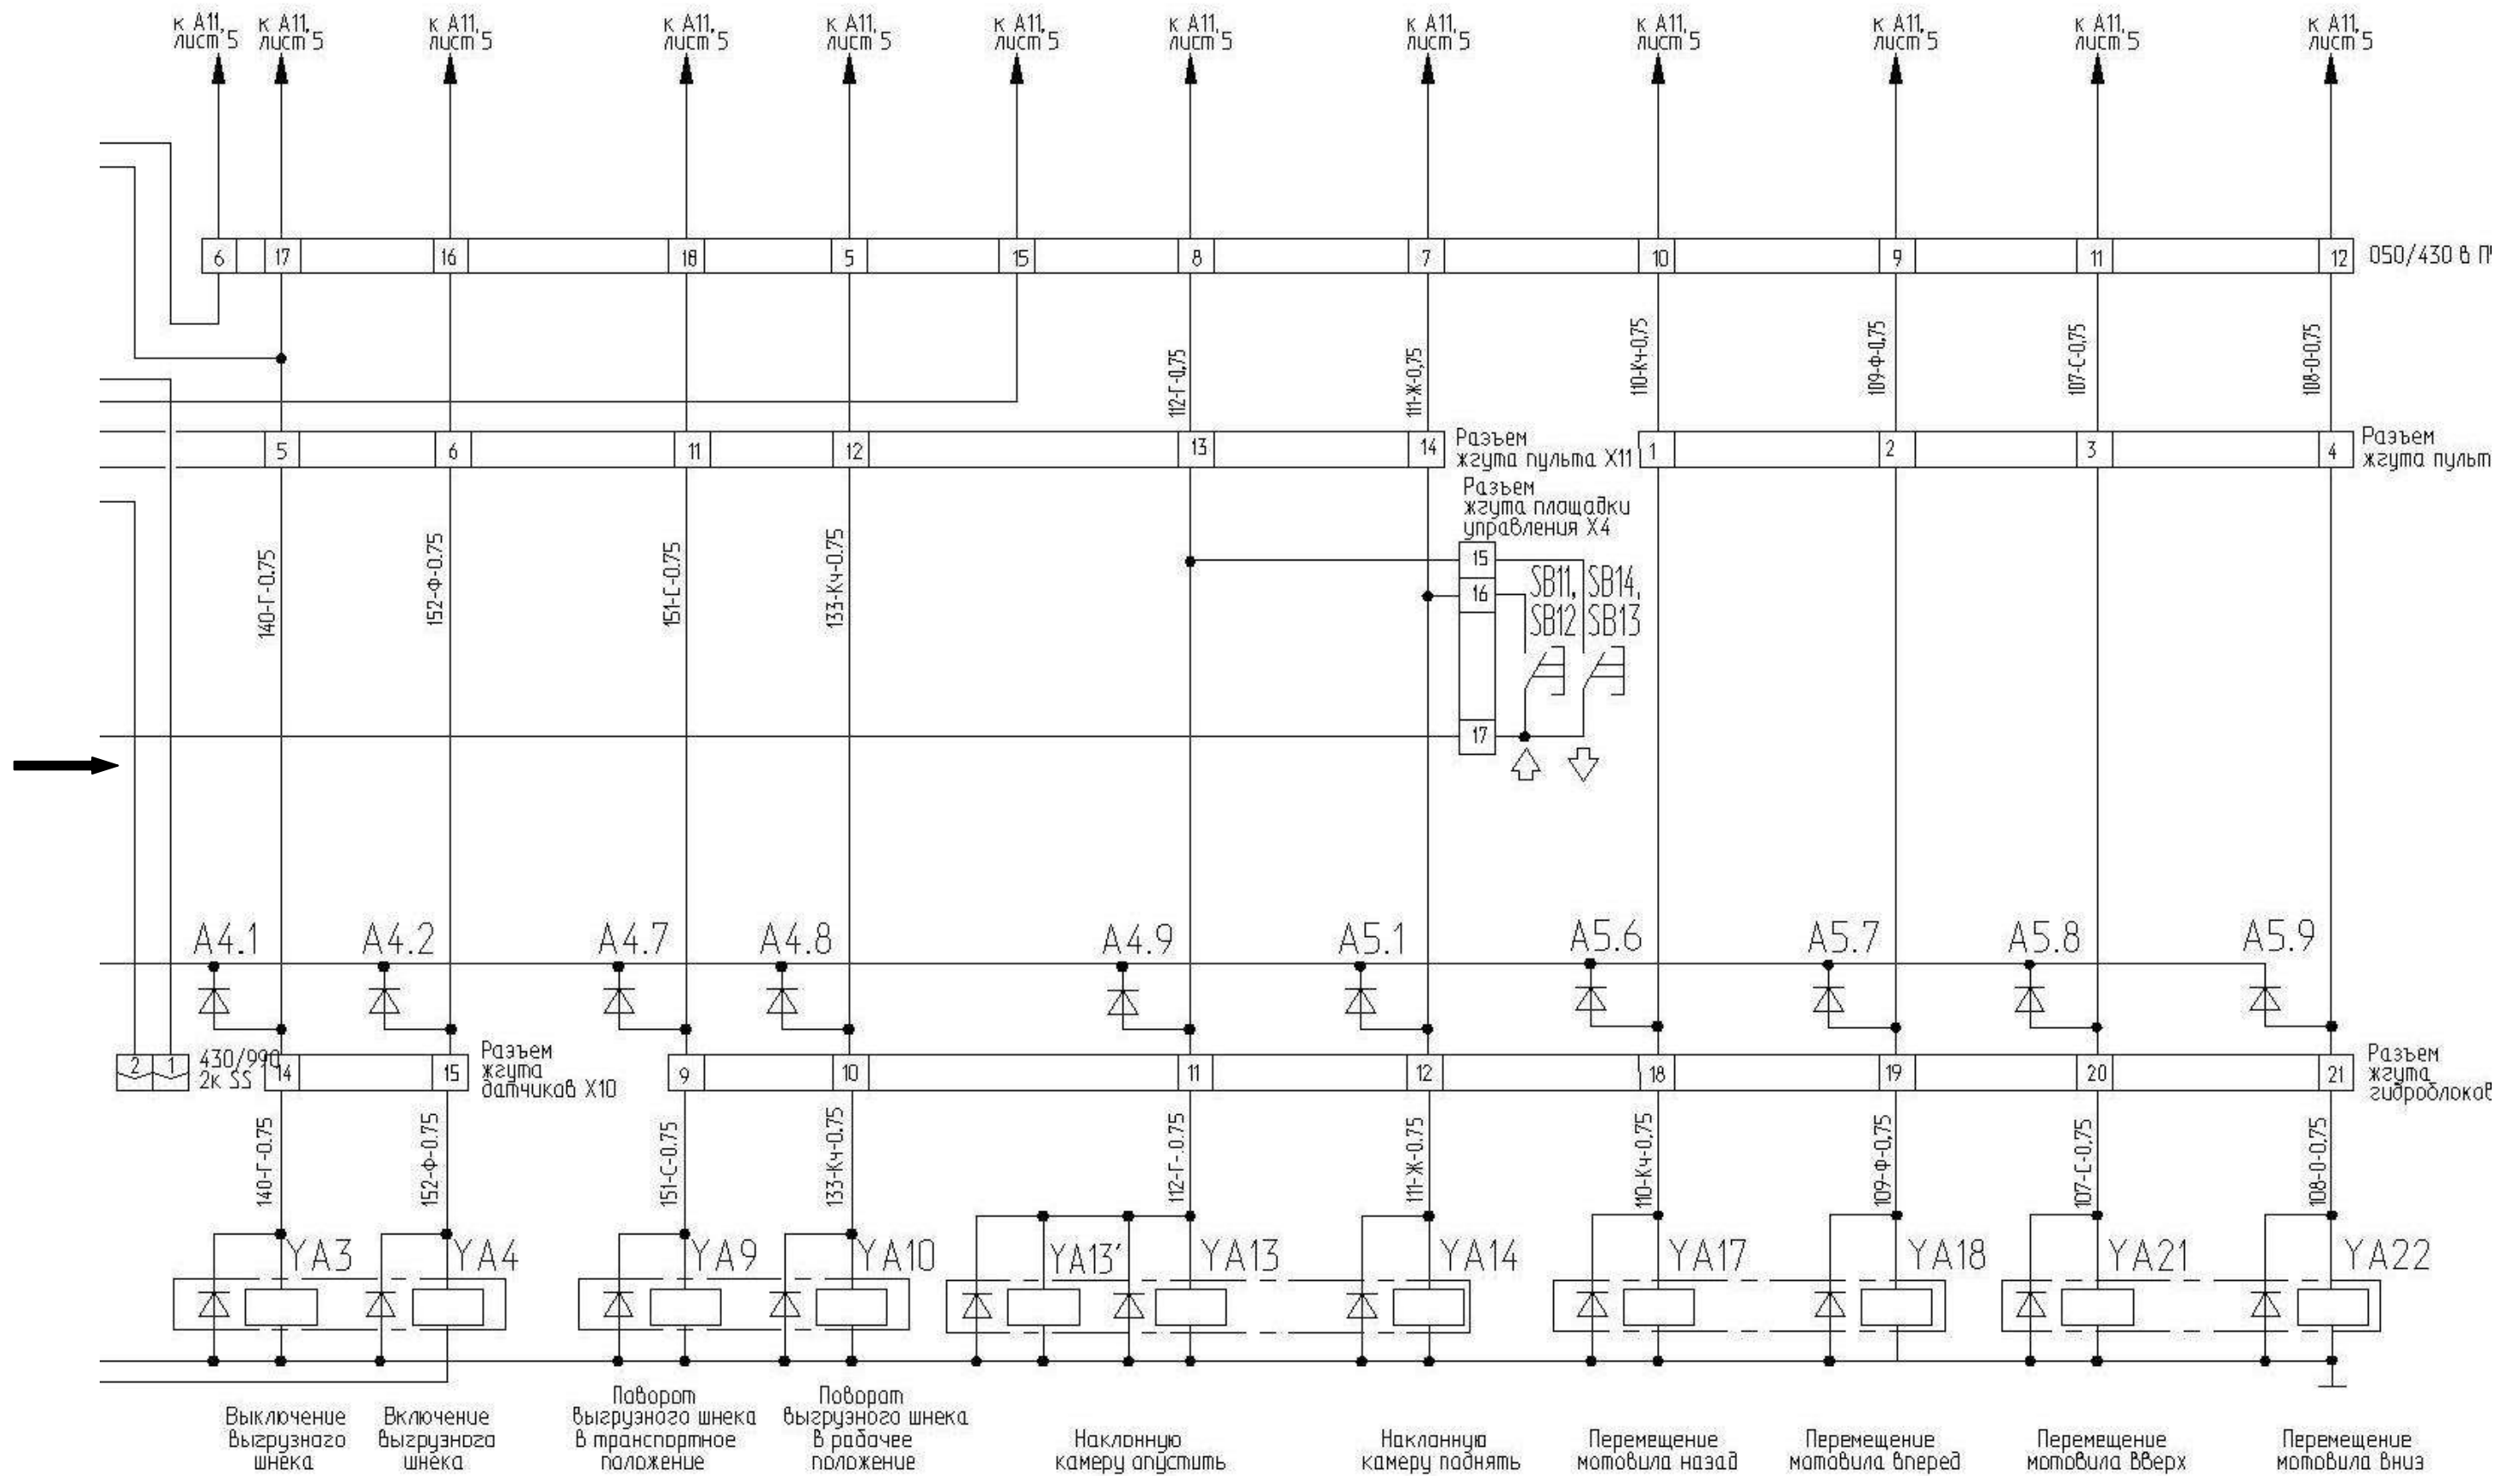 к А11, к А11, к А11, к А11, к А11, к А11, к А11, к А11, к А11, к А11, к А11, к А11,
лист 5 лист 5 лист 5 лист 5 лист 5 лист 5 лист 5 лист 5 лист 5 лист 5 лист 5 лист 5
6 17 16 18 5 15 8 7 10 9 11 12 050/430 в
112-Г-0,75 111-Ж-0,75 110-Кч-0,75 109-Ф-0,75 107-С-0,75 108-О-0,75
5 6 11 12 13 14
Разъем
жгута пульта Х11
1 2 3 4
Разъем
жгута пульт
Разъем
жгута площадки
управления Х4
140-Г-0.75 152-Ф-0.75 151-С-0.75 133-Кч-0.75
15
16
17
SB11, SB14,
SB12 SB13
А4.1 А4.2 А4.7 А4.8 А4.9 А5.1 А5.6 А5.7 А5.8 А5.9
2 1
430/990
2к SS
14 15
Разъем
жгута
датчиков Х10
9 10 11 12 18 19 20 21
Разъем
жгута
гидроблоков
140-Г-0.75 152-Ф-0.75 151-С-0.75 133-Кч-0.75 112-Г-.0.75 111-Ж-0.75 110-Кч-0,75 109-Ф-0,75 107-С-0,75 108-О-0,75
YA3 YA4 YA9 YA10 YA13' YA13 YA14 YA17 YA18 YA21 YA22
Выключение
выгрузного
шнека
Включение
выгрузного
шнека
Поворот
выгрузного шнека
в транспортное
положение
Поворот
выгрузного шнека
в рабочее
положение
Наклонную
камеру опустить
Наклонную
камеру поднять
Перемещение
мотовила назад
Перемещение
мотовила вперед
Перемещение
мотовила вверх
Перемещение
мотовила вниз